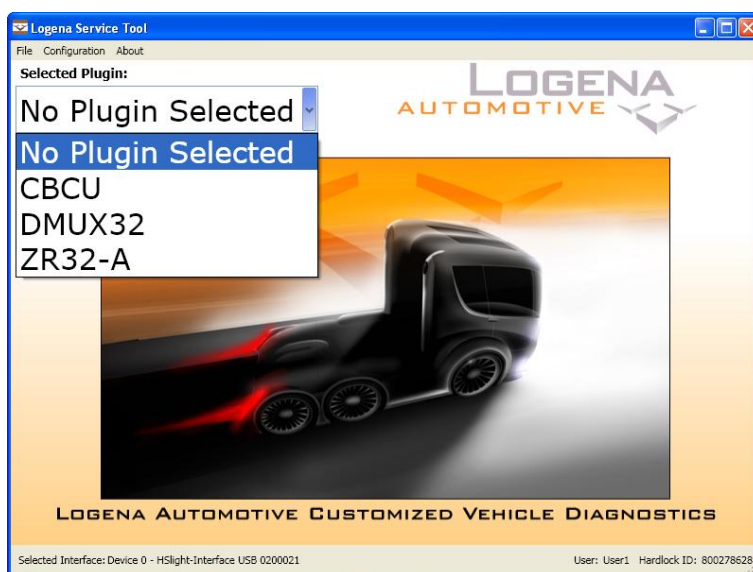 Logena Service Tool
File Configuration About
Selected Plugin:
No Plugin Selected
No Plugin Selected
CBCU
DMUX32
ZR32-A
LOGENA
AUTOMOTIVE
LOGENA AUTOMOTIVE CUSTOMIZED VEHICLE DIAGNOSTICS
Selected Interface: Device 0 - HSlight-Interface USB 0200021
User: User1 Hardlock ID: 800278628